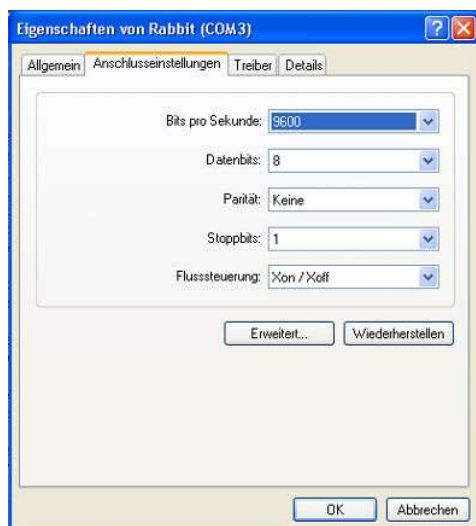 Eigenschaften von Rabbit (COM3)
Allgemein Anschlusseinstellungen Treiber Details
Bits pro Sekunde: 9600
Datenbits: 8
Parität: Keine
Stoppbits: 1
Flusssteuerung: Xon / Xoff
Erweitert... Wiederherstellen
OK Abbrechen